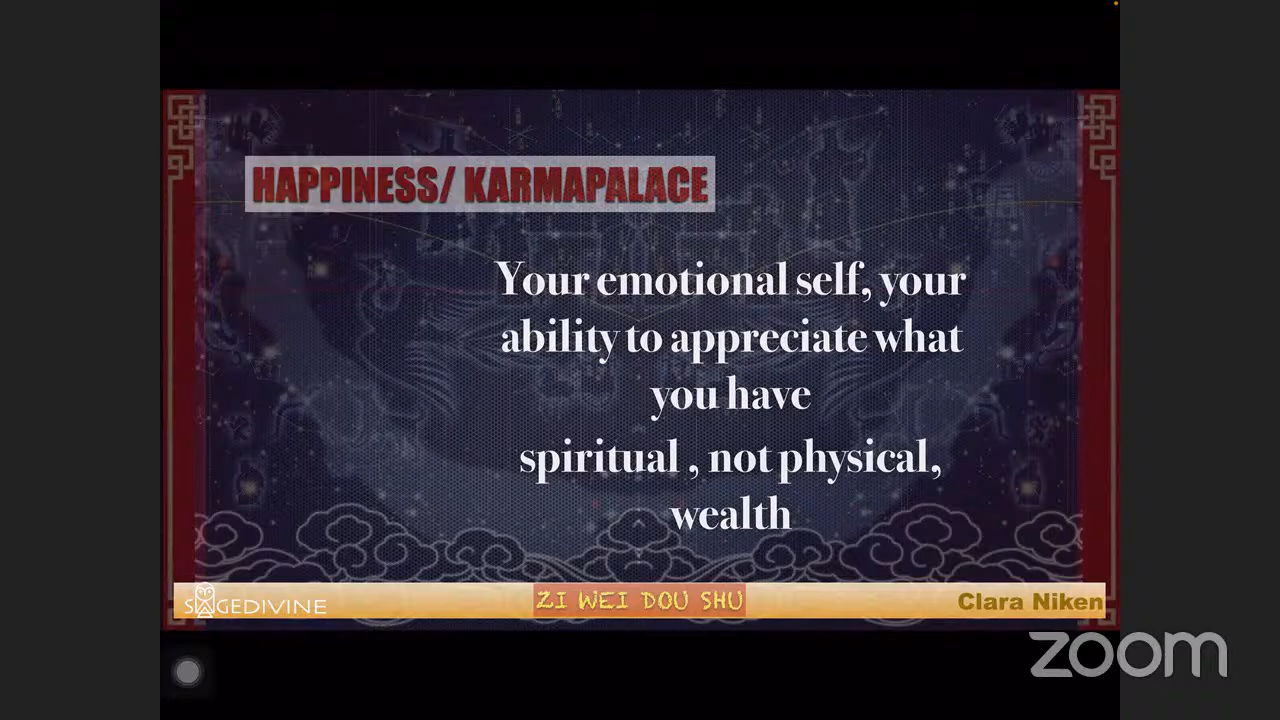 HAPPINESS/ KARMAPALACE
Your emotional self, your
ability to appreciate what
you have
spiritual , not physical,
wealth
SAGEDIVINE
ZI WEI DOU SHU
Clara Niken
zoom